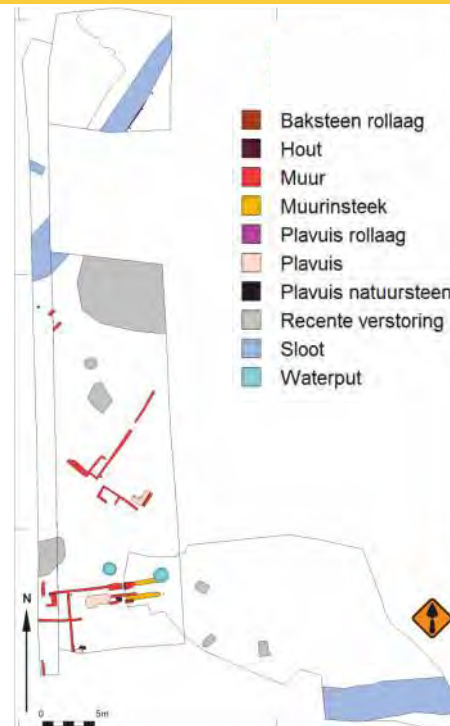 Baksteen rollaag
Hout
Muur
Muurinsteek
Plavuis rollaag
Plavuis
Plavuis natuursteen
Recente verstoring
Sloot
Waterput
N
0 5m